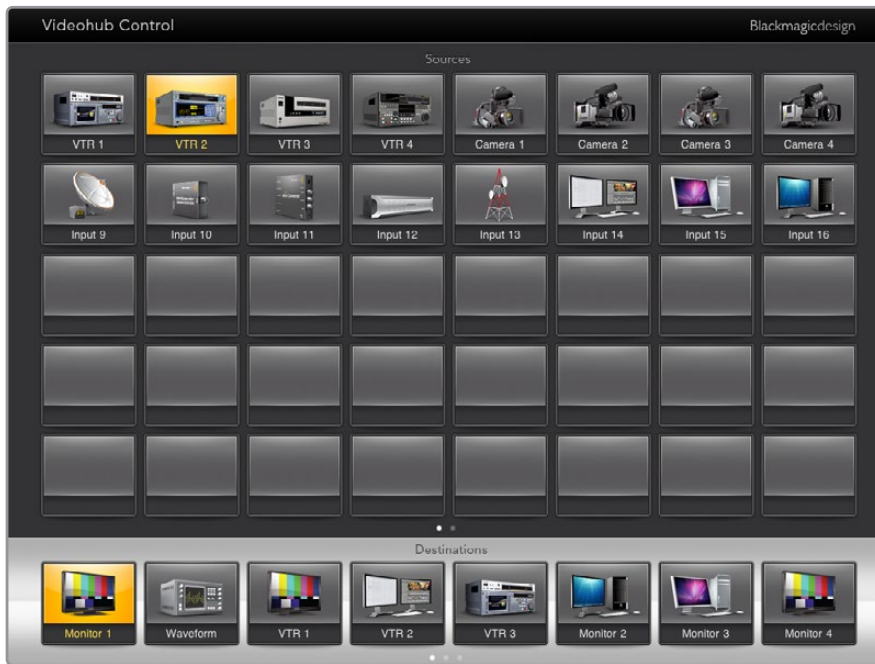 Videohub Control Blackmagicdesign
Sources
VTR 1 VTR 2 VTR 3 VTR 4 Camera 1 Camera 2 Camera 3 Camera 4
Input 9 Input 10 Input 11 Input 12 Input 13 Input 14 Input 15 Input 16
Destinations
Monitor 1 Waveform VTR 1 VTR 2 VTR 3 Monitor 2 Monitor 3 Monitor 4